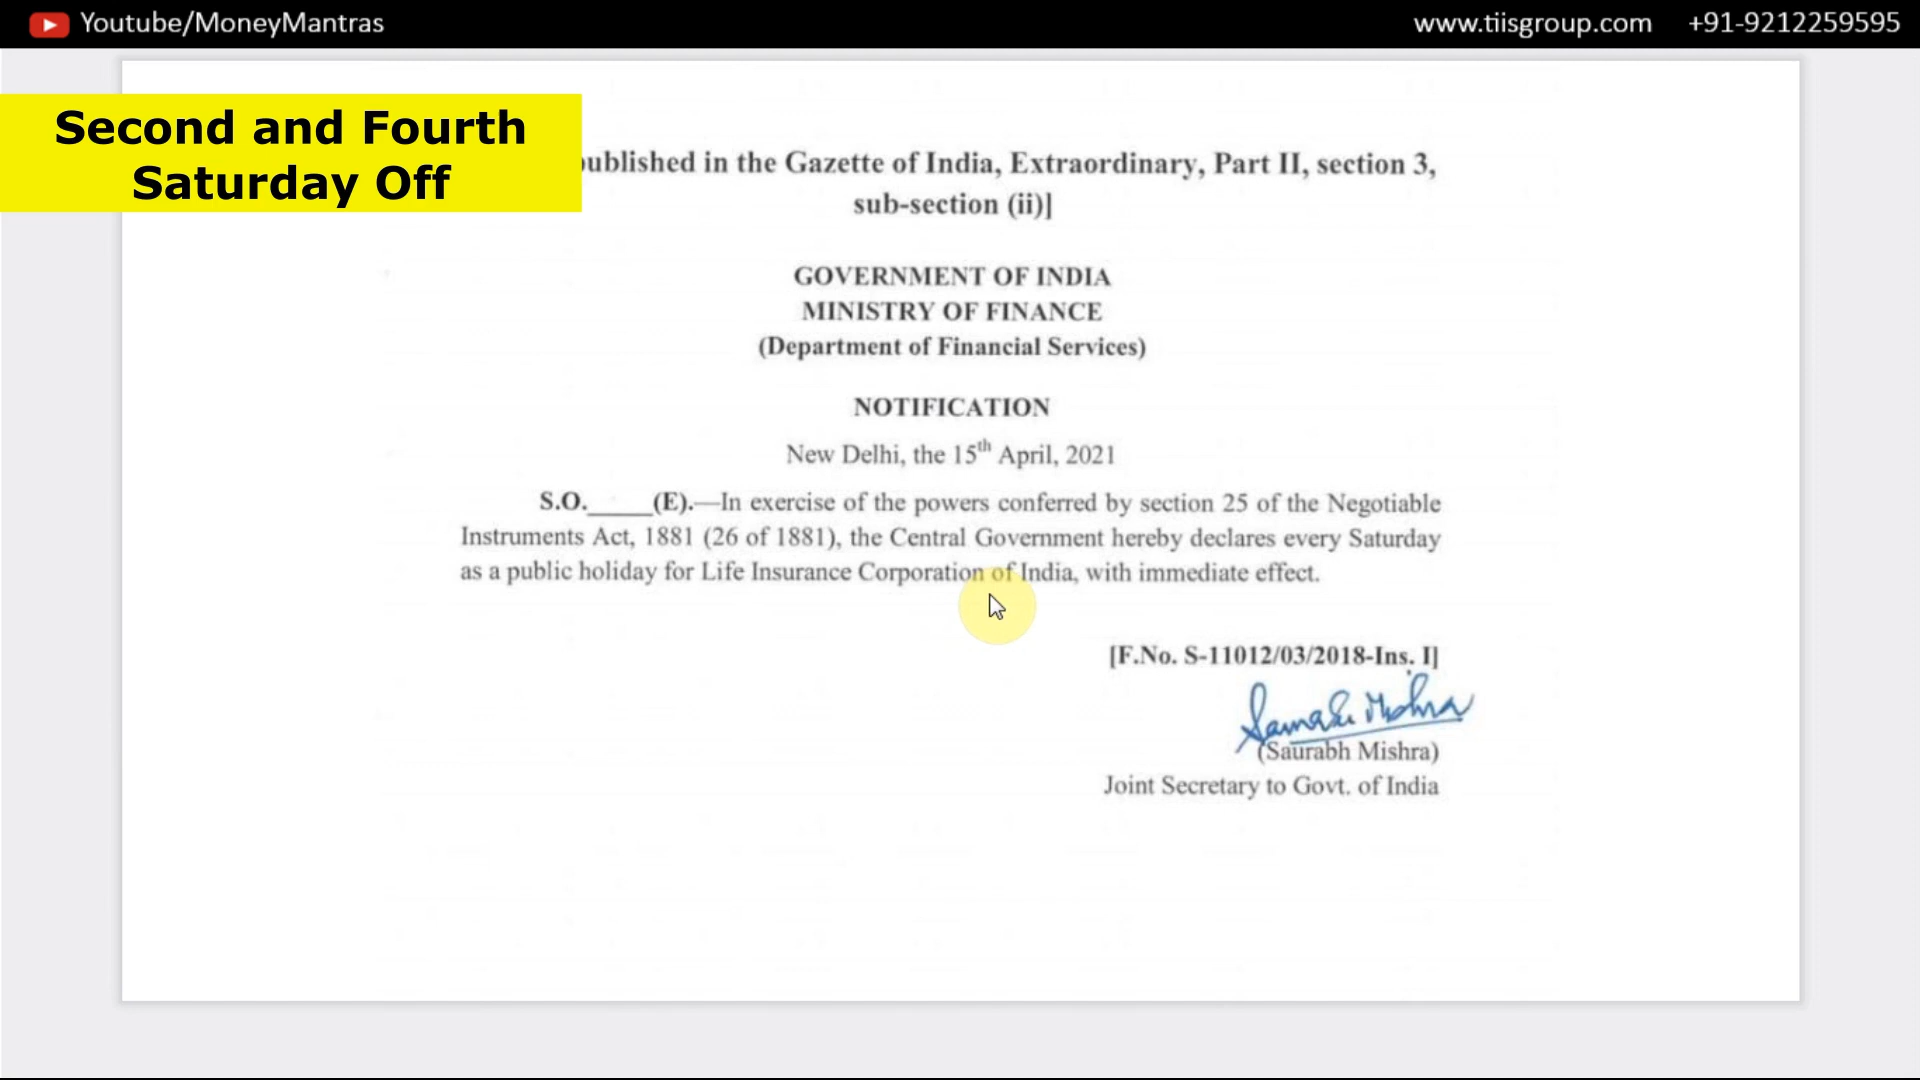 Youtube/MoneyMantras
www.tiisgroup.com +91-9212259595
Second and Fourth
Saturday Off
published in the Gazette of India, Extraordinary, Part II, section 3,
sub-section (ii)]
GOVERNMENT OF INDIA
MINISTRY OF FINANCE
(Department of Financial Services)
NOTIFICATION
New Delhi, the 15th April, 2021
S.O._____(E).—In exercise of the powers conferred by section 25 of the Negotiable
Instruments Act, 1881 (26 of 1881), the Central Government hereby declares every Saturday
as a public holiday for Life Insurance Corporation of India, with immediate effect.
[F.No. S-11012/03/2018-Ins. I]
(Saurabh Mishra)
Joint Secretary to Govt. of India